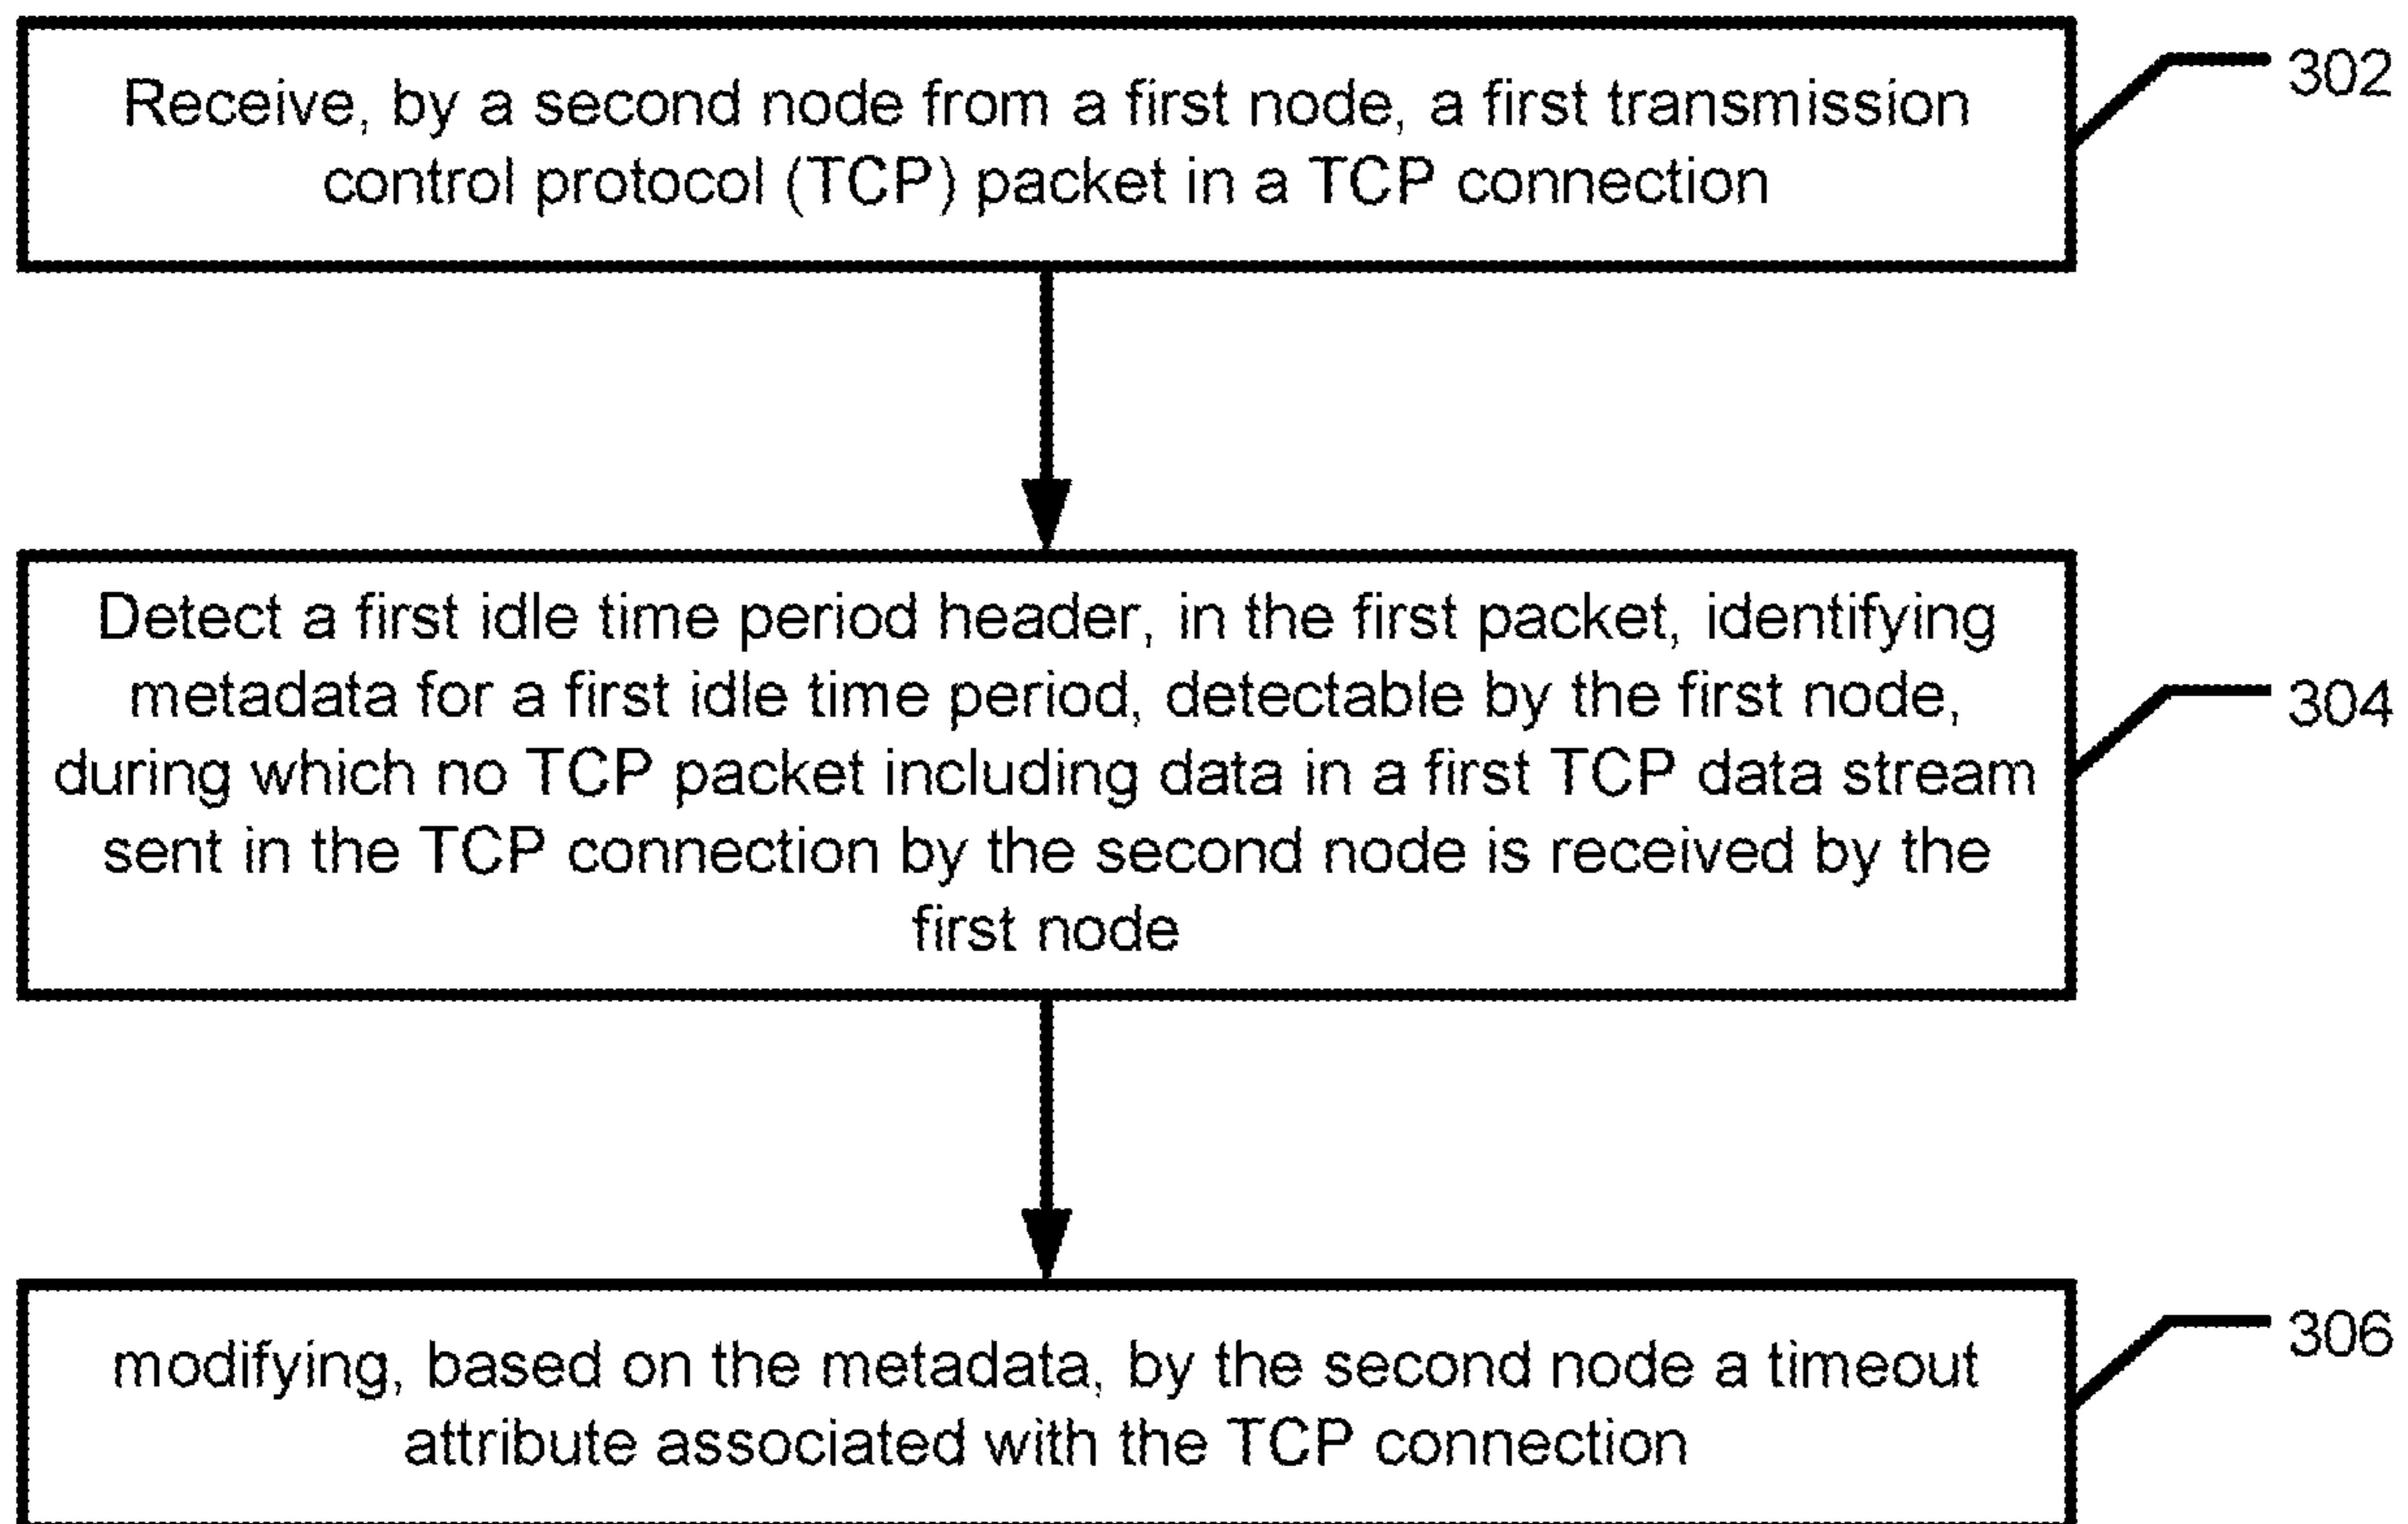 Receive, by a second node from a first node, a first transmission
control protocol (TCP) packet in a TCP connection
302
Detect a first idle time period header, in the first packet, identifying
metadata for a first idle time period, detectable by the first node,
during which no TCP packet including data in a first TCP data stream
sent in the TCP connection by the second node is received by the
first node
304
modifying, based on the metadata, by the second node a timeout
attribute associated with the TCP connection
306